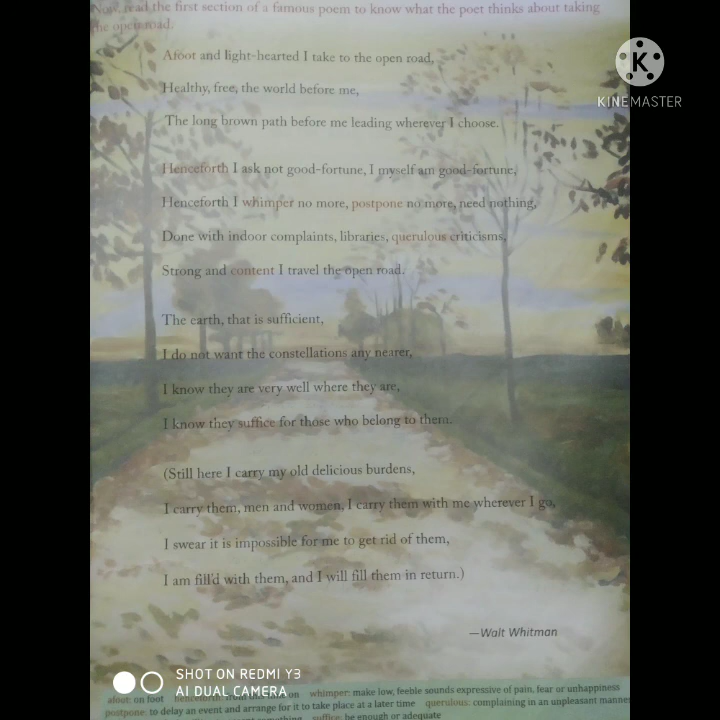 Now, read the first section of a famous poem to know what the poet thinks about taking
the open road.
Afoot and light-hearted I take to the open road,
Healthy, free, the world before me,
The long brown path before me leading wherever I choose.
Henceforth I ask not good-fortune, I myself am good-fortune,
Henceforth I whimper no more, postpone no more, need nothing,
Done with indoor complaints, libraries, querulous criticisms,
Strong and content I travel the open road.
The earth, that is sufficient,
I do not want the constellations any nearer,
I know they are very well where they are,
I know they suffice for those who belong to them.
(Still here I carry my old delicious burdens,
I carry them, men and women, I carry them with me wherever I go,
I swear it is impossible for me to get rid of them,
I am fill'd with them, and I will fill them in return.)
—Walt Whitman
K
KINEMASTER
SHOT ON REDMI Y3
AI DUAL CAMERA
afoot: on foot henceforth: from this on whimper: make low, feeble sounds expressive of pain, fear or unhappiness
postpone: to delay an event and arrange for it to take place at a later time querulous: complaining in an unpleasant manner
something suffice: be enough or adequate